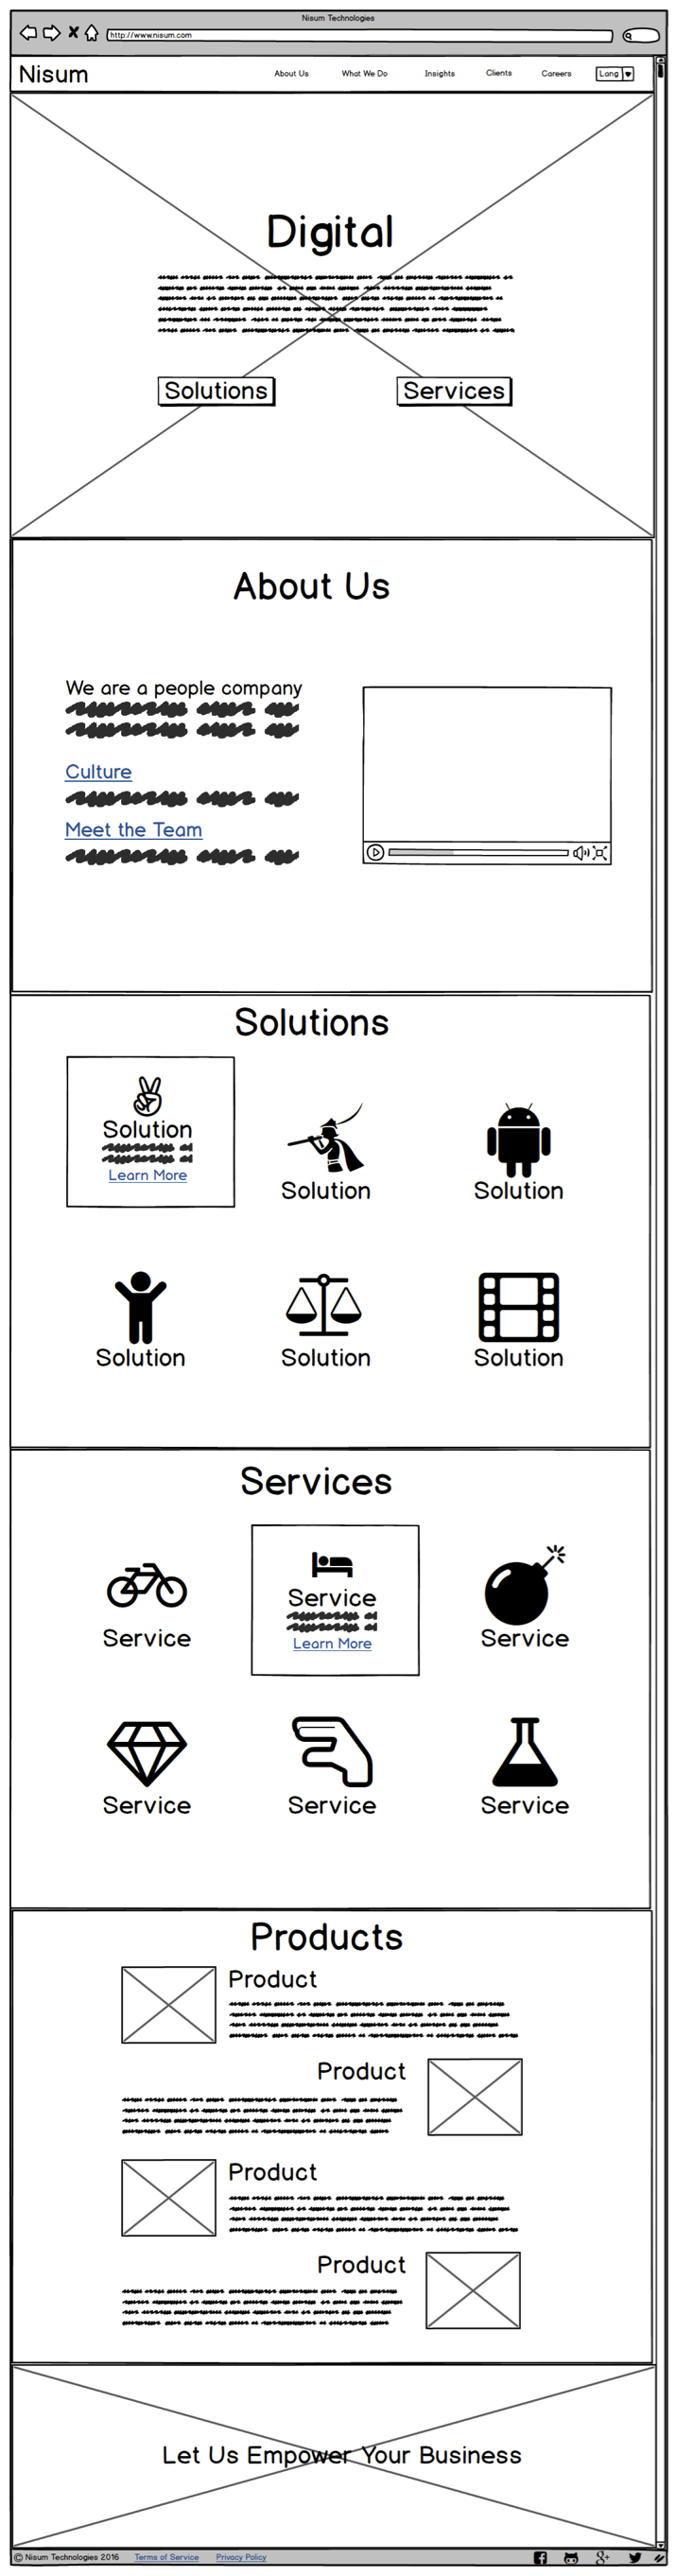 Nisum Technologies
http://www.nisum.com
Nisum
About Us
What We Do
Insights
Clients
Careers
Lang
Digital
Solutions
Services
About Us
We are a people company
Culture
Meet the Team
Solutions
Solution
Learn More
Solution
Solution
Solution
Solution
Solution
Services
Service
Service
Learn More
Service
Service
Service
Service
Products
Product
Product
Product
Product
Let Us Empower Your Business
© Nisum Technologies 2016
Terms of Service
Privacy Policy